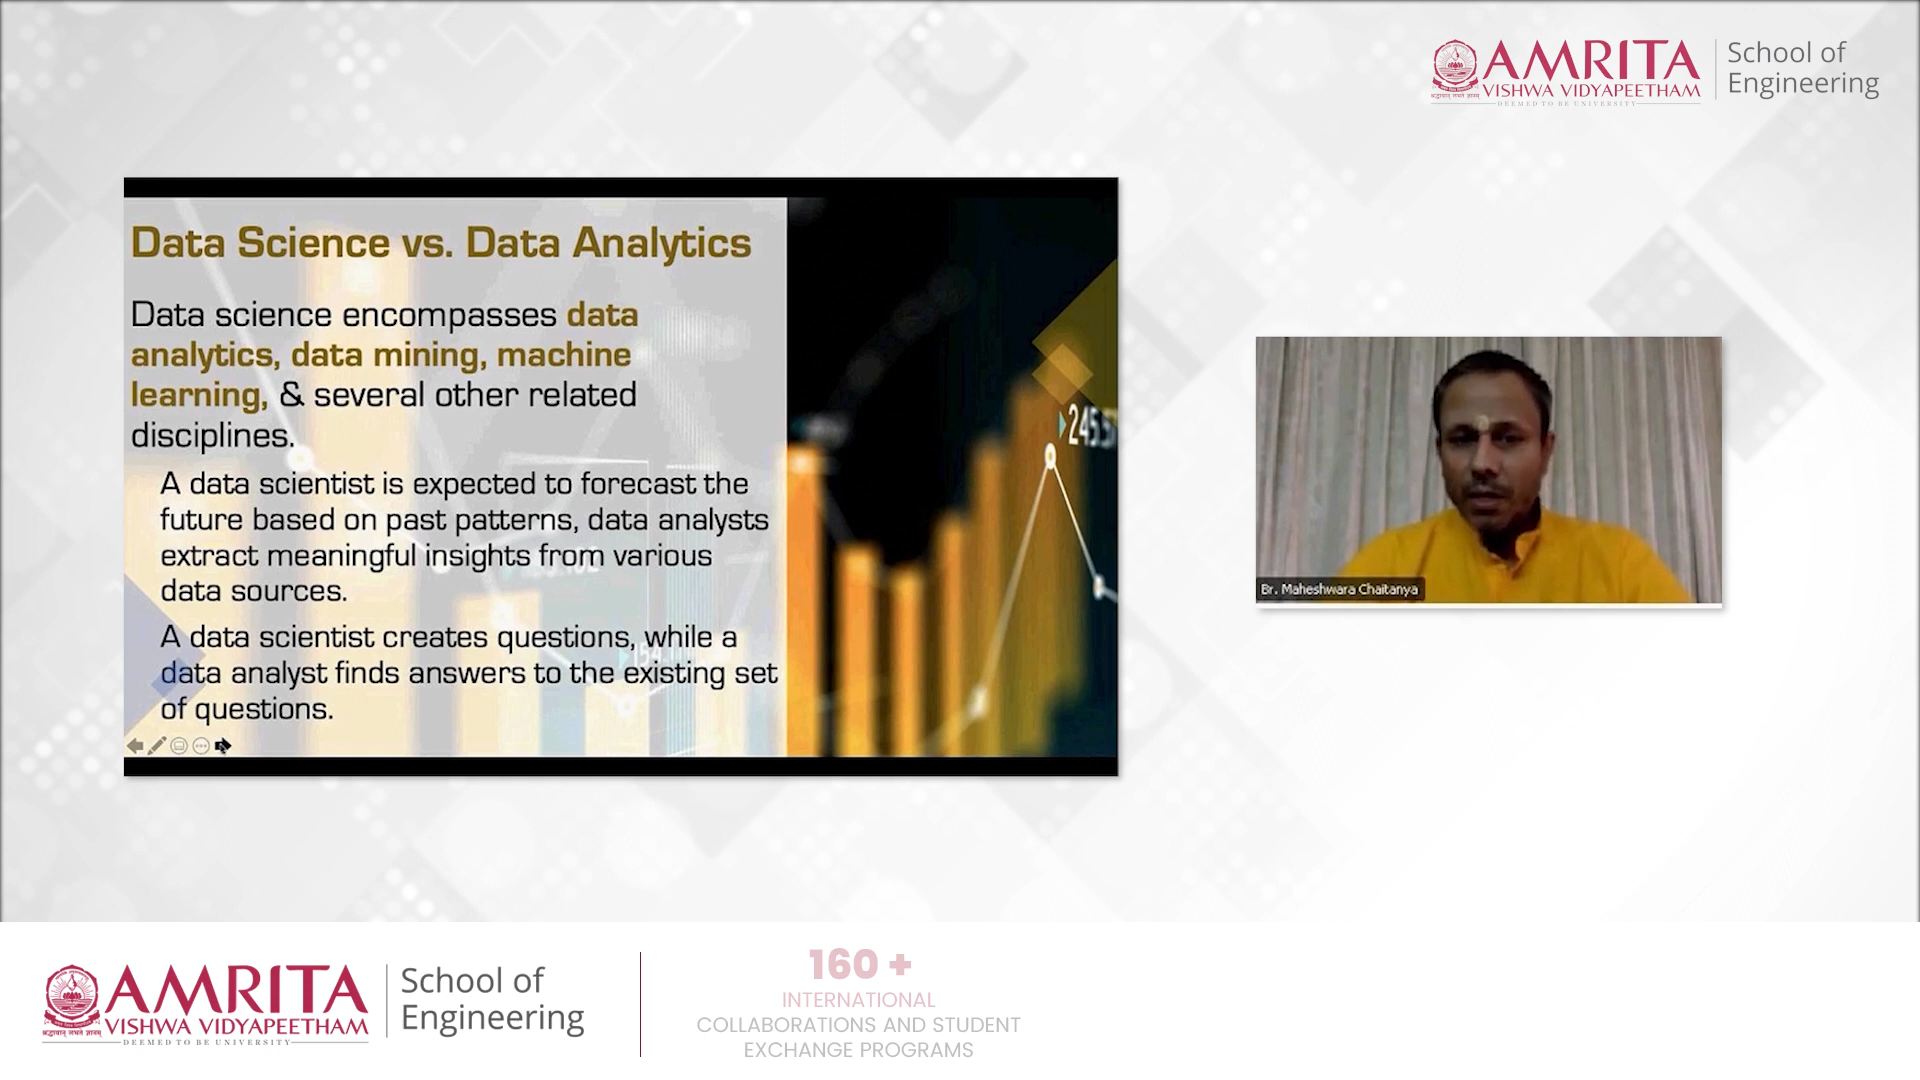 AMRITA
VISHWA VIDYAPEETHAM
DEEMED TO BE UNIVERSITY
School of
Engineering
Data Science vs. Data Analytics
Data science encompasses data
analytics, data mining, machine
learning, & several other related
disciplines.
A data scientist is expected to forecast the
future based on past patterns, data analysts
extract meaningful insights from various
data sources.
A data scientist creates questions, while a
data analyst finds answers to the existing set
of questions.
Br. Maheshwara Chaitanya
AMRITA
VISHWA VIDYAPEETHAM
DEEMED TO BE UNIVERSITY
School of
Engineering
160 +
INTERNATIONAL
COLLABORATIONS AND STUDENT
EXCHANGE PROGRAMS